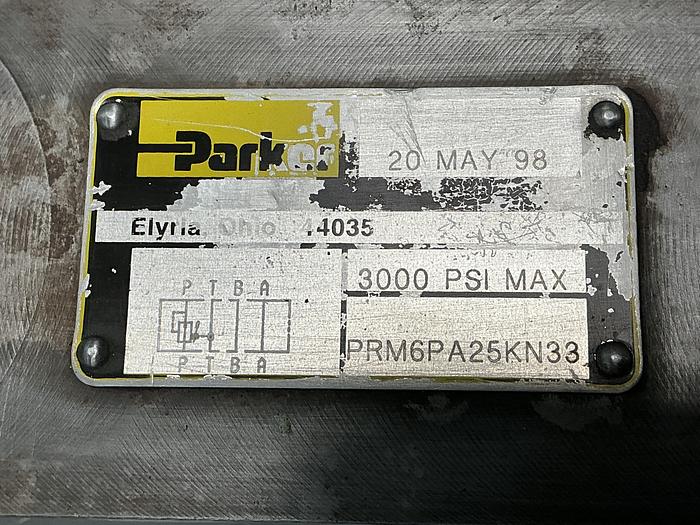 Parker
20 MAY 98
Elyria Ohio 44035
P T B A
P T B A
3000 PSI MAX
PRM6PA25KN33